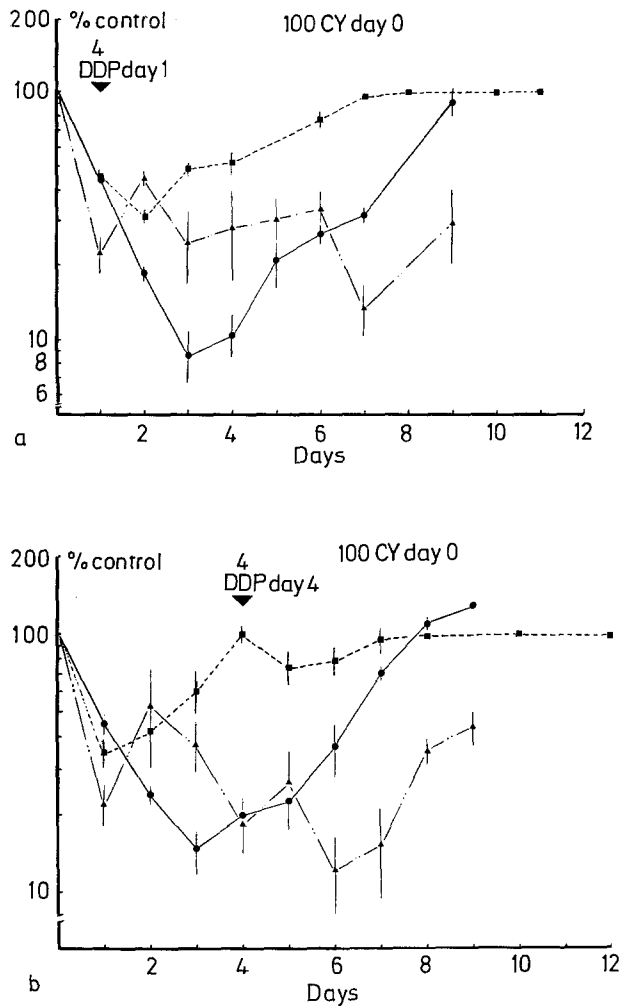 200 % control 100 CY day 0
4
DDP day 1
100
10
8
6
2 4 6 8 10 12
a
Days
200 % control 4 100 CY day 0
DDP day 4
100
10
2 4 6 8 10 12
b
Days